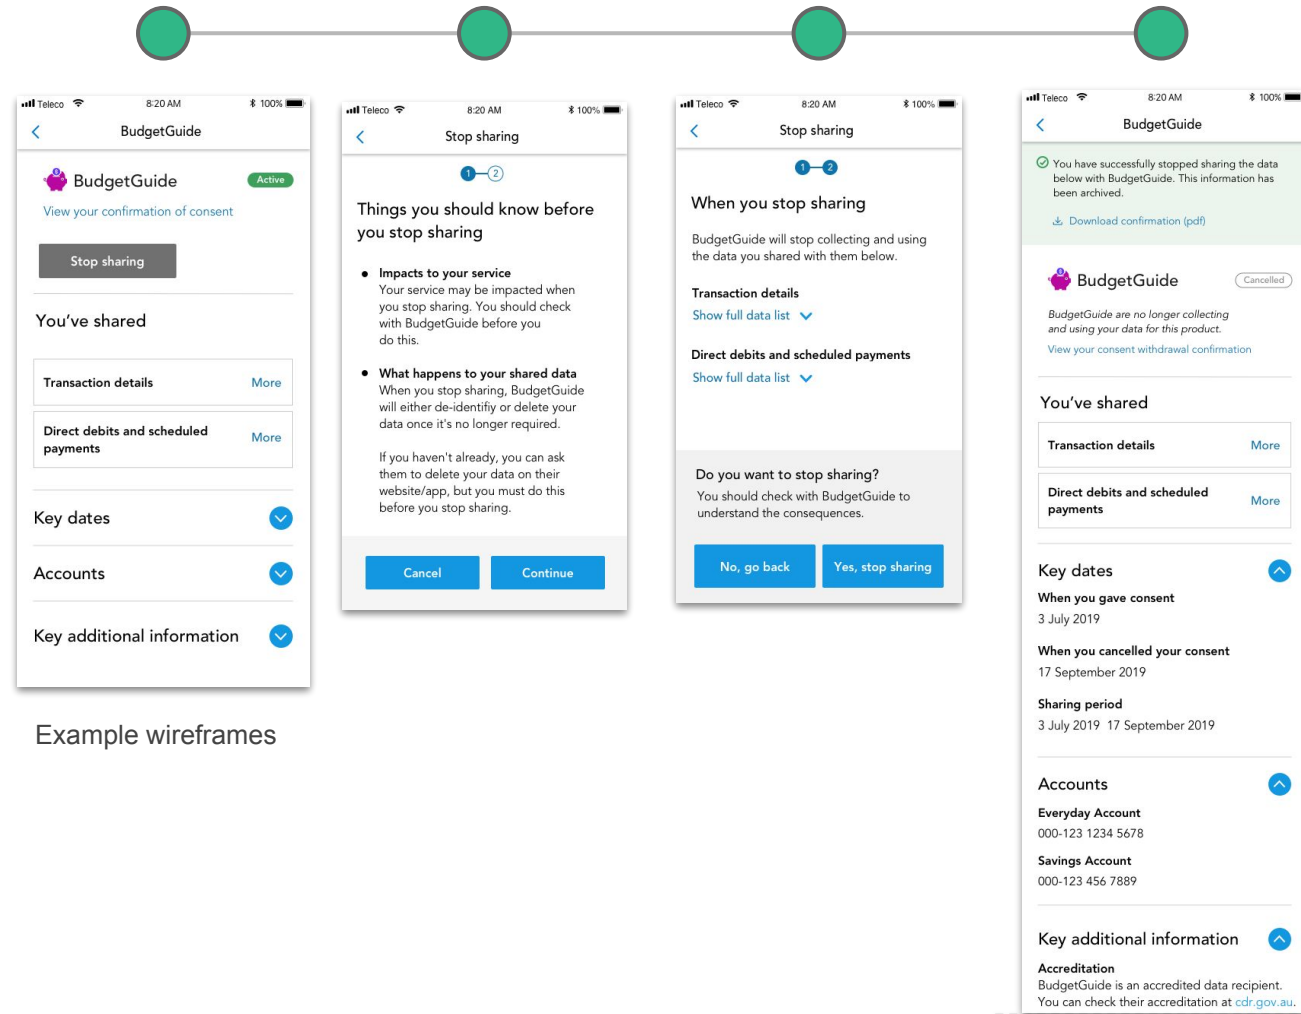 Teleco
8:20 AM
100%
BudgetGuide
BudgetGuide
Active
View your confirmation of consent
Stop sharing
You've shared
Transaction details
More
Direct debits and scheduled
payments
More
Key dates
Accounts
Key additional information
Example wireframes
Teleco
8:20 AM
100%
Stop sharing
1
2
Things you should know before
you stop sharing
• Impacts to your service
Your service may be impacted when
you stop sharing. You should check
with BudgetGuide before you
do this.
• What happens to your shared data
When you stop sharing, BudgetGuide
will either de-identifiy or delete your
data once it's no longer required.
If you haven't already, you can ask
them to delete your data on their
website/app, but you must do this
before you stop sharing.
Cancel
Continue
Teleco
8:20 AM
100%
Stop sharing
1
2
When you stop sharing
BudgetGuide will stop collecting and using
the data you shared with them below.
Transaction details
Show full data list
Direct debits and scheduled payments
Show full data list
Do you want to stop sharing?
You should check with BudgetGuide to
understand the consequences.
No, go back
Yes, stop sharing
Teleco
8:20 AM
100%
BudgetGuide
You have successfully stopped sharing the data
below with BudgetGuide. This information has
been archived.
Download confirmation (pdf)
BudgetGuide
Cancelled
BudgetGuide are no longer collecting
and using your data for this product.
View your consent withdrawal confirmation
You've shared
Transaction details
More
Direct debits and scheduled
payments
More
Key dates
When you gave consent
3 July 2019
When you cancelled your consent
17 September 2019
Sharing period
3 July 2019 17 September 2019
Accounts
Everyday Account
000-123 1234 5678
Savings Account
000-123 456 7889
Key additional information
Accreditation
BudgetGuide is an accredited data recipient.
You can check their accreditation at cdr.gov.au.